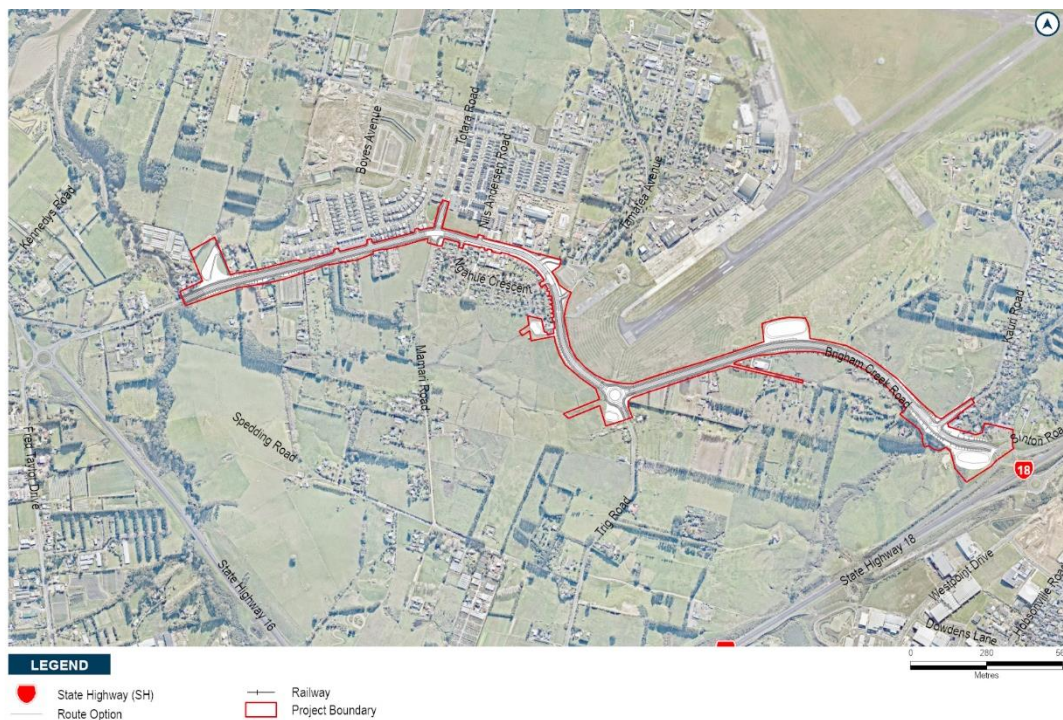 Kennedys Road
Boyes Avenue
Totara Road
Nils Andersen Road
Tamatea Avenue
Ngahue Crescent
Kauri Road
Brigham Creek Road
Mamari Road
Spedding Road
Fred Taylor Drive
Sinton Road
18
Trig Road
State Highway 16
State Highway 18
Westpoint Drive
Hobsonville Road
Dowdens Lane
LEGEND
State Highway (SH)
Route Option
Railway
Project Boundary
0 280 56
Metres